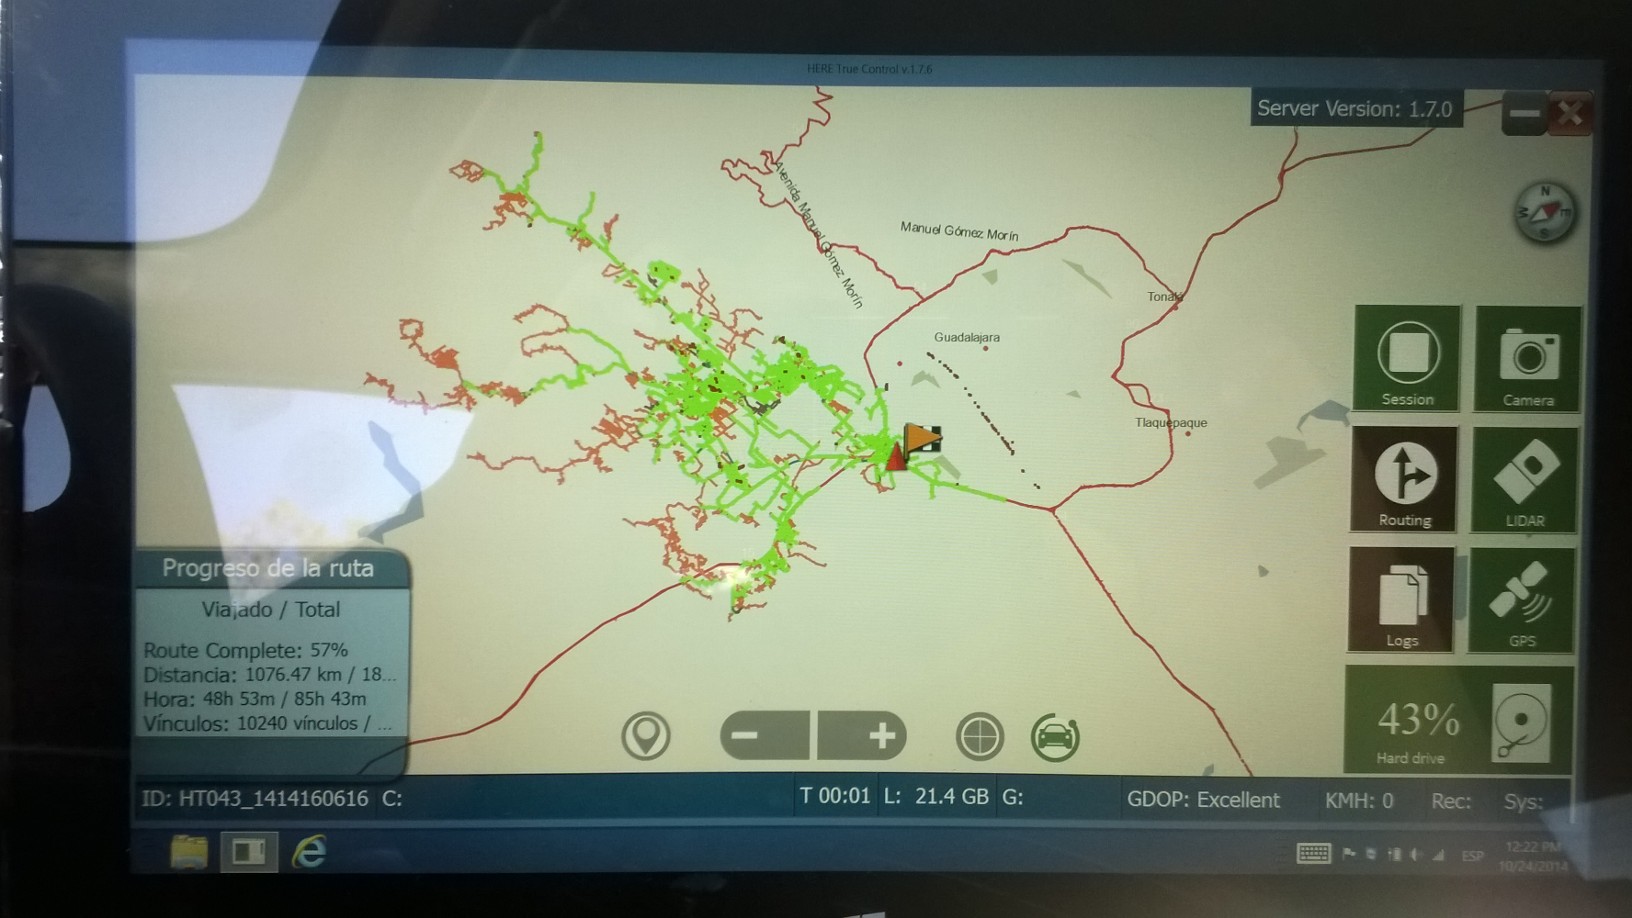 HERE True Control v.1.7.6
Server Version: 1.7.0
N
E
S
Avenida Manuel Gómez Morín
Manuel Gómez Morín
Tonalá
Guadalajara
Tlaquepaque
Session
Camera
Routing
LIDAR
Logs
GPS
43%
Hard drive
Progreso de la ruta
Viajado / Total
Route Complete: 57%
Distancia: 1076.47 km / 18...
Hora: 48h 53m / 85h 43m
Vínculos: 10240 vínculos / ...
ID: HT043_1414160616 C:
T 00:01 L: 21.4 GB G:
GDOP: Excellent KMH: 0 Rec: Sys:
ESP
12:22 PM
10/24/2014